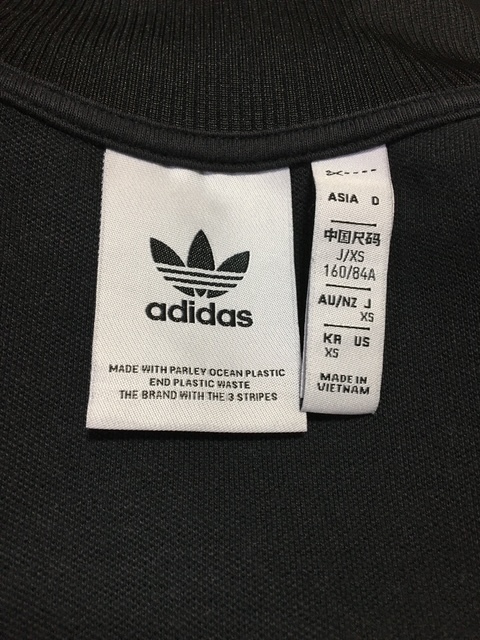 adidas
MADE WITH PARLEY OCEAN PLASTIC
END PLASTIC WASTE
THE BRAND WITH THE 3 STRIPES
ASIA D
中国尺码
J/XS
160/84A
AU/NZ J
XS
KR US
XS
MADE IN
VIETNAM